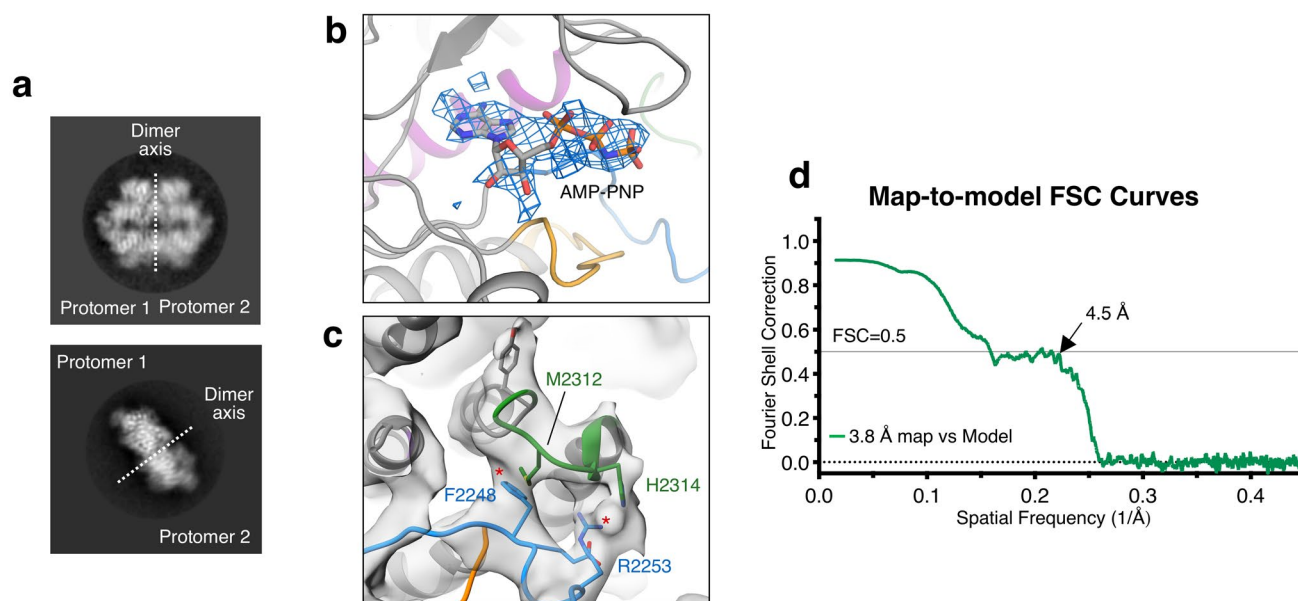 a
Dimer
axis
Protomer 1 Protomer 2
Protomer 1
Dimer
axis
Protomer 2
b
AMP-PNP
c
M2312
*
F2248
H2314
*
R2253
d
Map-to-model FSC Curves
Fourier Shell Correction
1.0
0.8
0.6
0.4
0.2
0.0
4.5 Å
FSC=0.5
3.8 Å map vs Model
0.0 0.1 0.2 0.3 0.4
Spatial Frequency (1/Å)